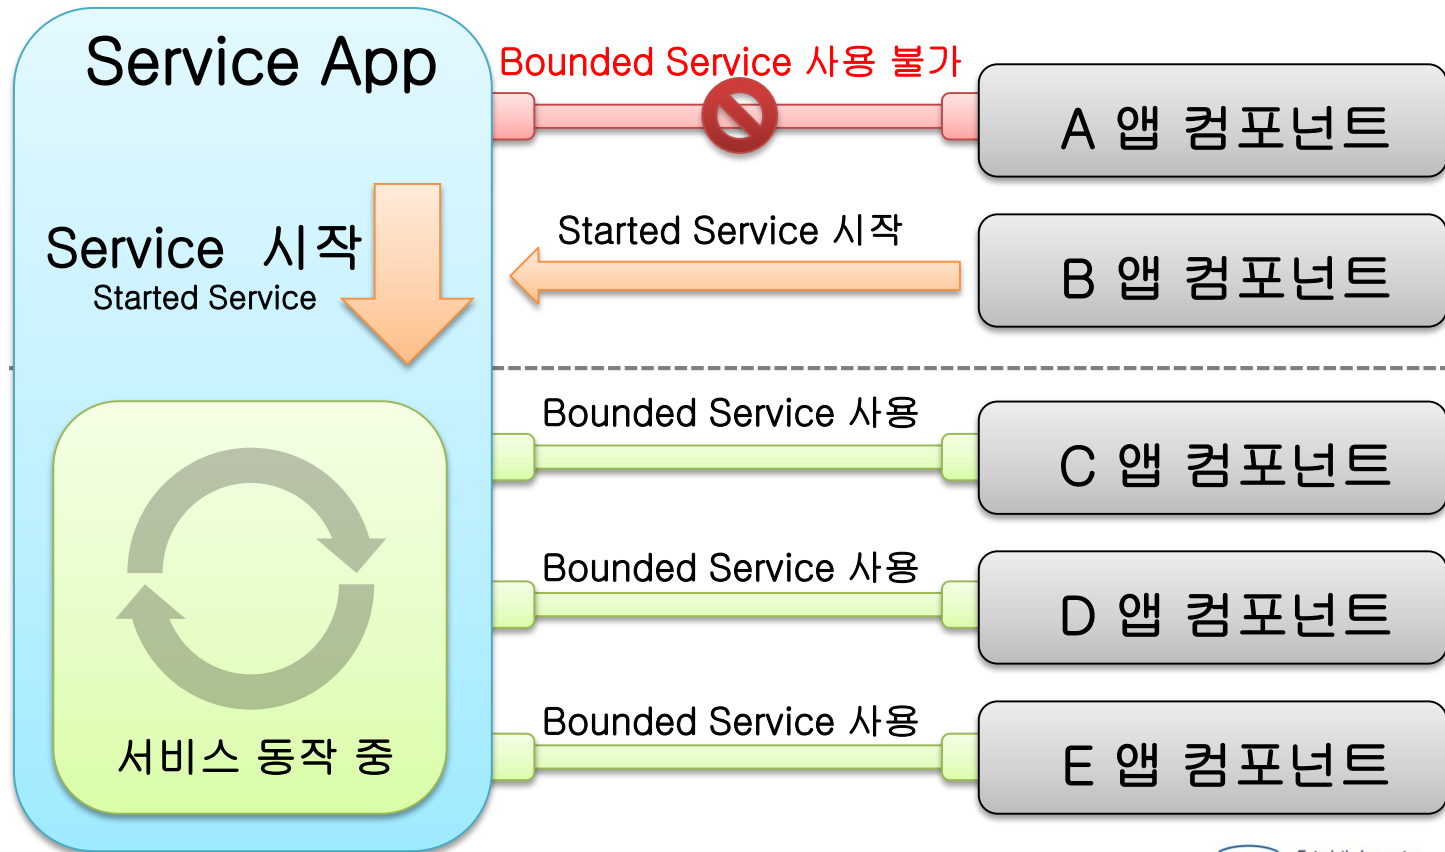 Service App
Bounded Service 사용 불가
A 앱 컴포넌트
Service 시작
Started Service
Started Service 시작
B 앱 컴포넌트
Bounded Service 사용
C 앱 컴포넌트
Bounded Service 사용
D 앱 컴포넌트
Bounded Service 사용
E 앱 컴포넌트
서비스 동작 중